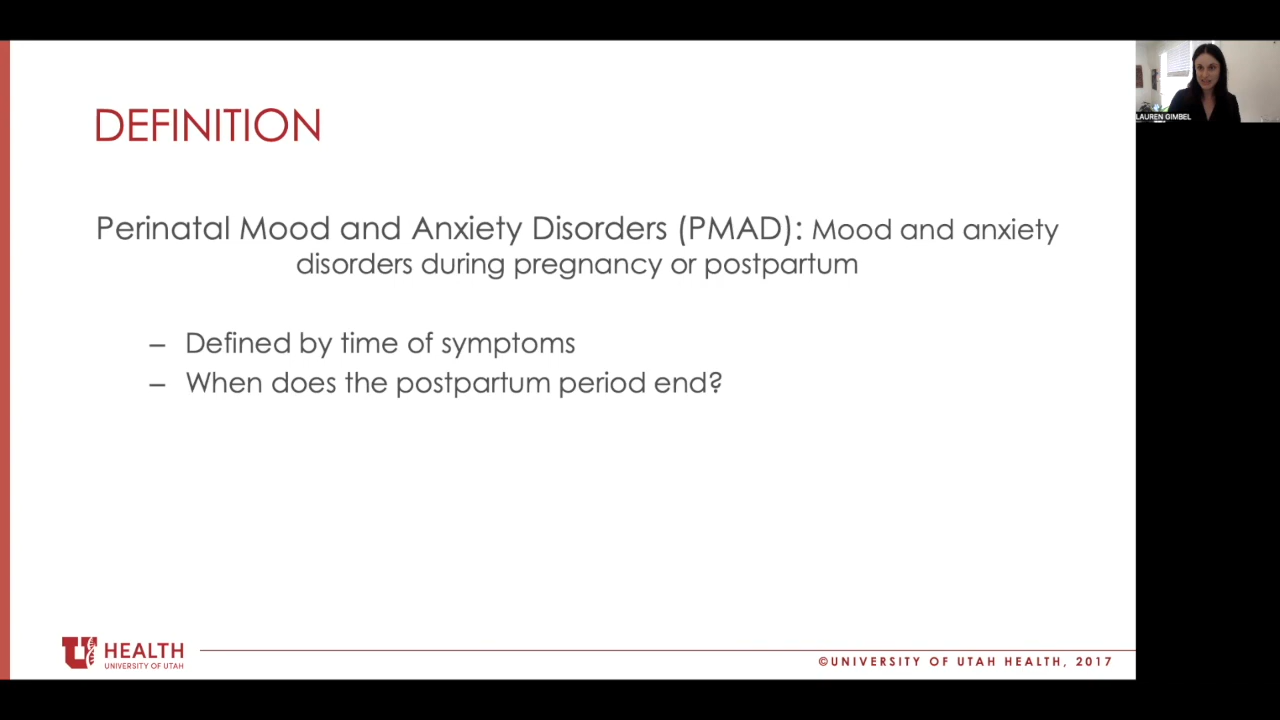 LAUREN GIMBEL
DEFINITION
Perinatal Mood and Anxiety Disorders (PMAD): Mood and anxiety
disorders during pregnancy or postpartum
– Defined by time of symptoms
– When does the postpartum period end?
U HEALTH
UNIVERSITY OF UTAH
©UNIVERSITY OF UTAH HEALTH, 2017